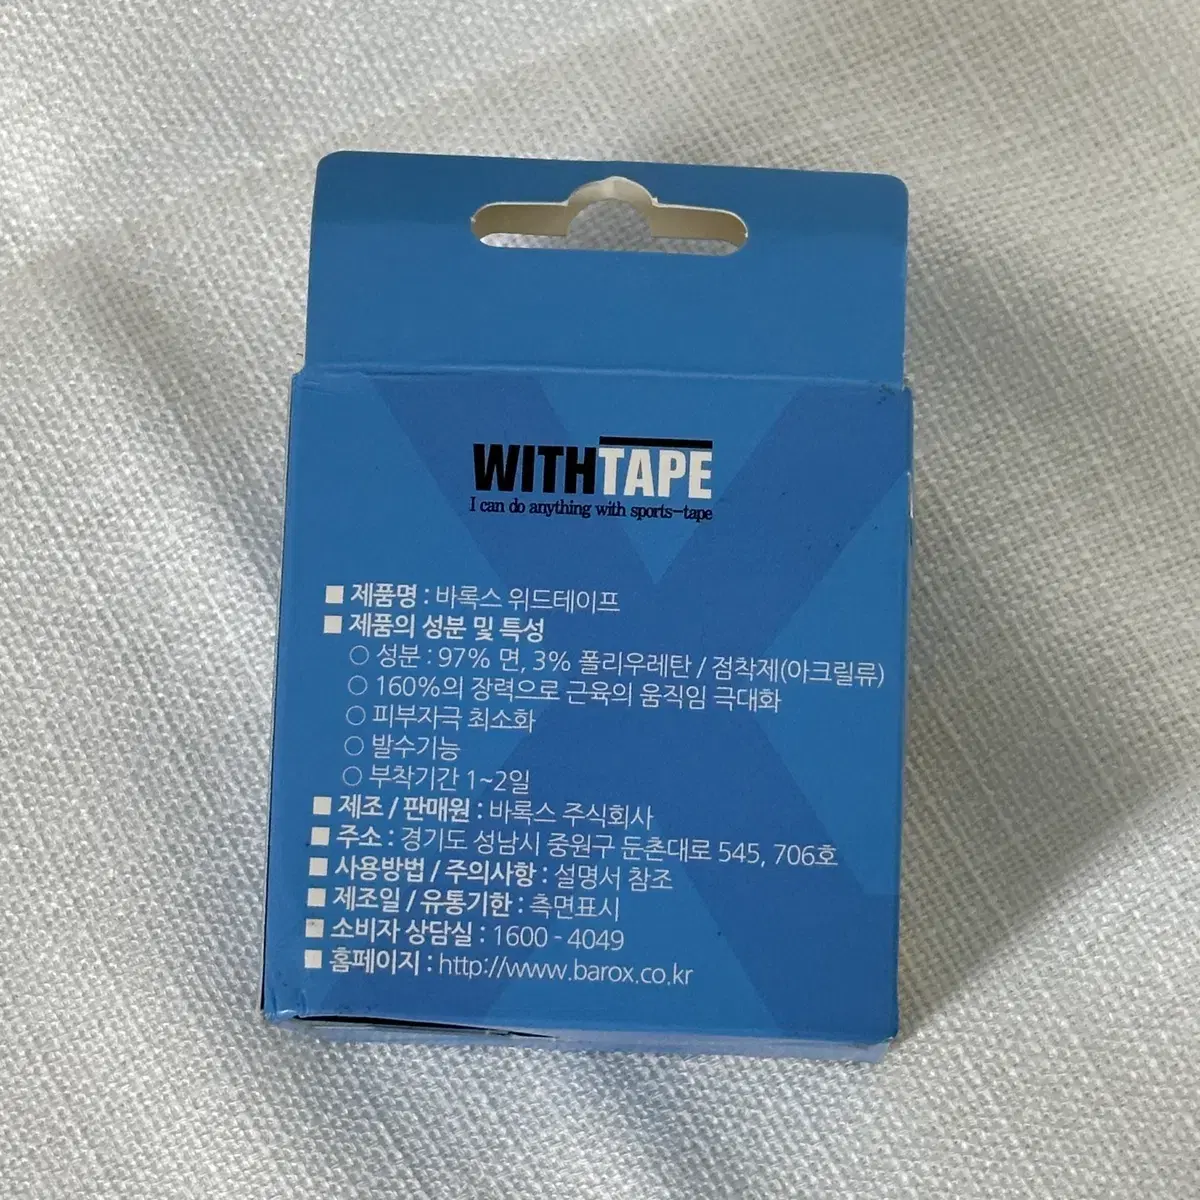 WITHTAPE
I can do anything with sports-tape
■ 제품명 : 바록스 위드테이프
■ 제품의 성분 및 특성
○ 성분 : 97% 면, 3% 폴리우레탄 / 점착제(아크릴류)
○ 160%의 장력으로 근육의 움직임 극대화
○ 피부자극 최소화
○ 발수기능
○ 부착기간 1~2일
■ 제조 / 판매원 : 바록스 주식회사
■ 주소 : 경기도 성남시 중원구 둔촌대로 545, 706호
■ 사용방법 / 주의사항 : 설명서 참조
■ 제조일 / 유통기한 : 측면표시
■ 소비자 상담실 : 1600 - 4049
■ 홈페이지 : http://www.barox.co.kr